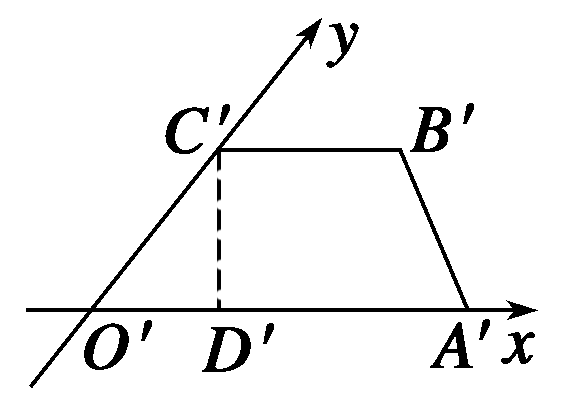 y
C′ B′
O′ D′ A′ x